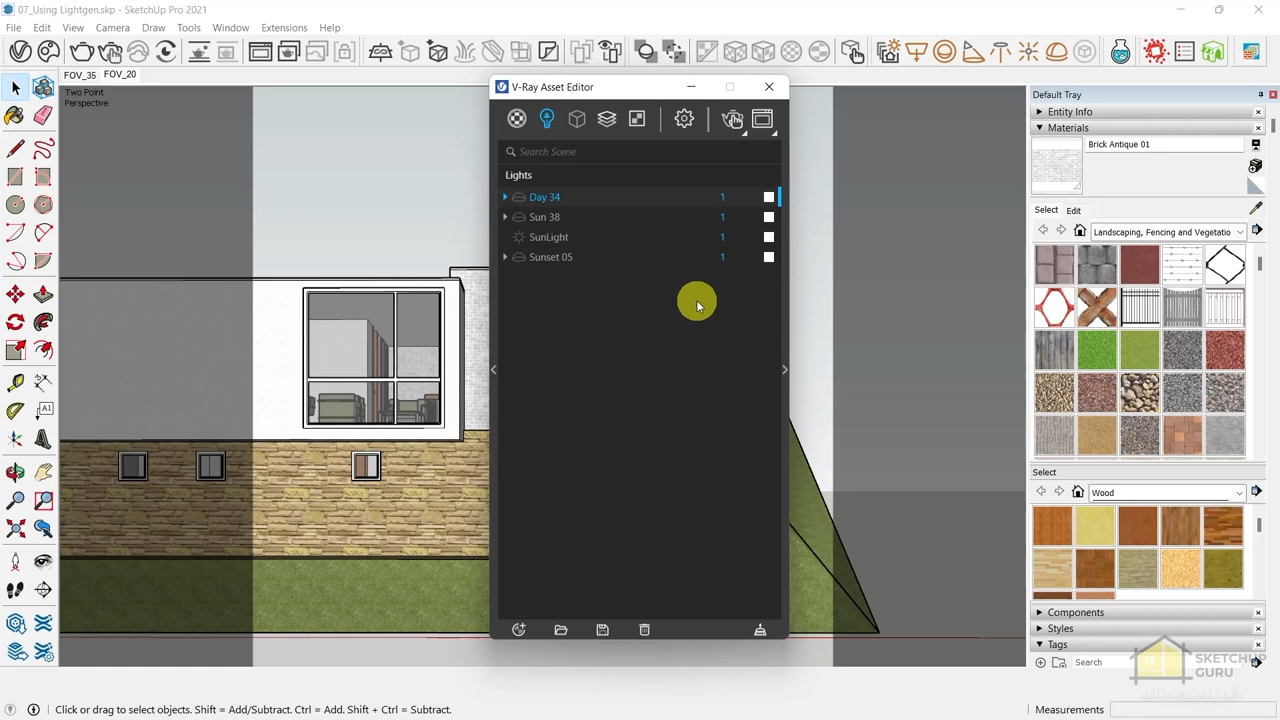 07_Using Lightgen.skp - SketchUp Pro 2021
File Edit View Camera Draw Tools Window Extensions Help
FOV_35 FOV_20
Two Point
Perspective
V-Ray Asset Editor
Search Scene
Lights
Day 34 1
Sun 38 1
SunLight 1
Sunset 05 1
Default Tray
Entity Info
Materials
Brick Antique 01
Select Edit
Landscaping, Fencing and Vegetatio
Select
Wood
Components
Styles
Tags
Search
SKETCHUP
GURU
A1
Click or drag to select objects. Shift = Add/Subtract. Ctrl = Add. Shift + Ctrl = Subtract.
Measurements